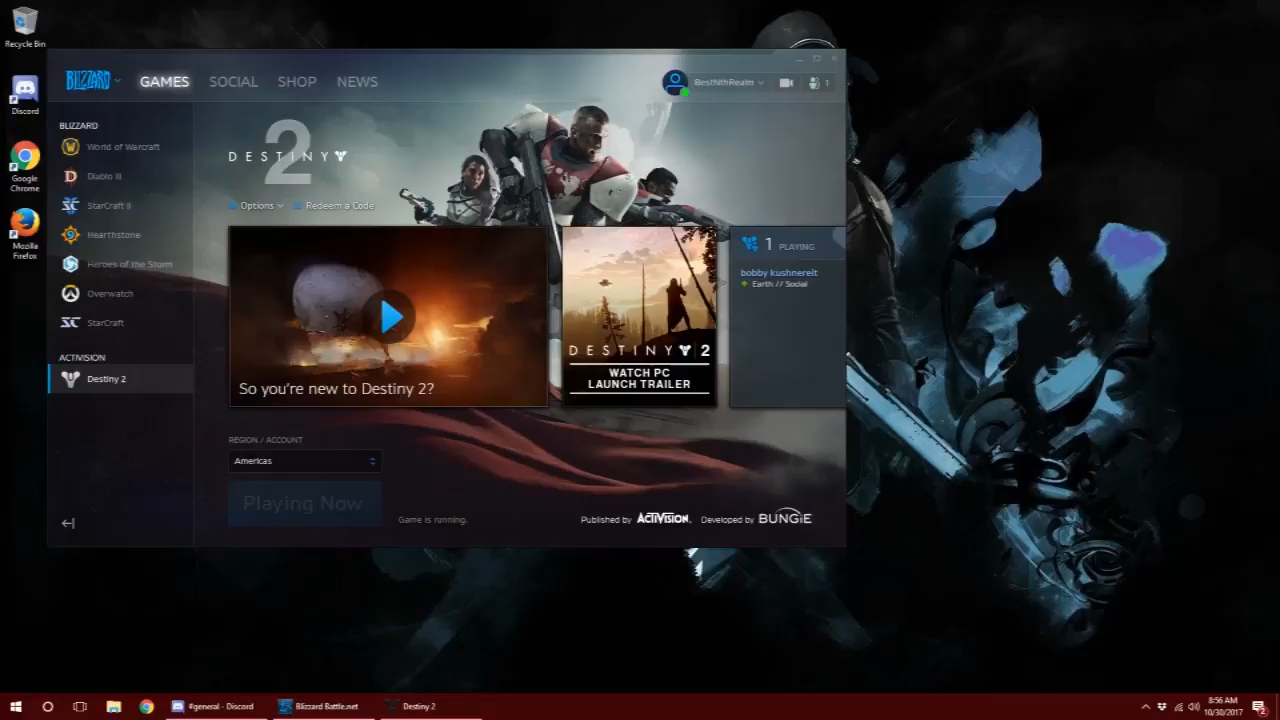 Recycle Bin
Discord
Google
Chrome
Mozilla
Firefox
BLIZZARD
GAMES
SOCIAL
SHOP
NEWS
BestNthRealm
1
BLIZZARD
World of Warcraft
Diablo III
StarCraft II
Hearthstone
Heroes of the Storm
Overwatch
StarCraft
ACTIVISION
Destiny 2
2
DESTINY
Options
Redeem a Code
So you're new to Destiny 2?
DESTINY 2
WATCH PC
LAUNCH TRAILER
1 PLAYING
bobby kushnereit
Earth // Social
REGION / ACCOUNT
Americas
Playing Now
Game is running.
Published by ACTIVISION.
Developed by BUNGiE
#general - Discord
Blizzard Battle.net
Destiny 2
8:56 AM
10/30/2017
2